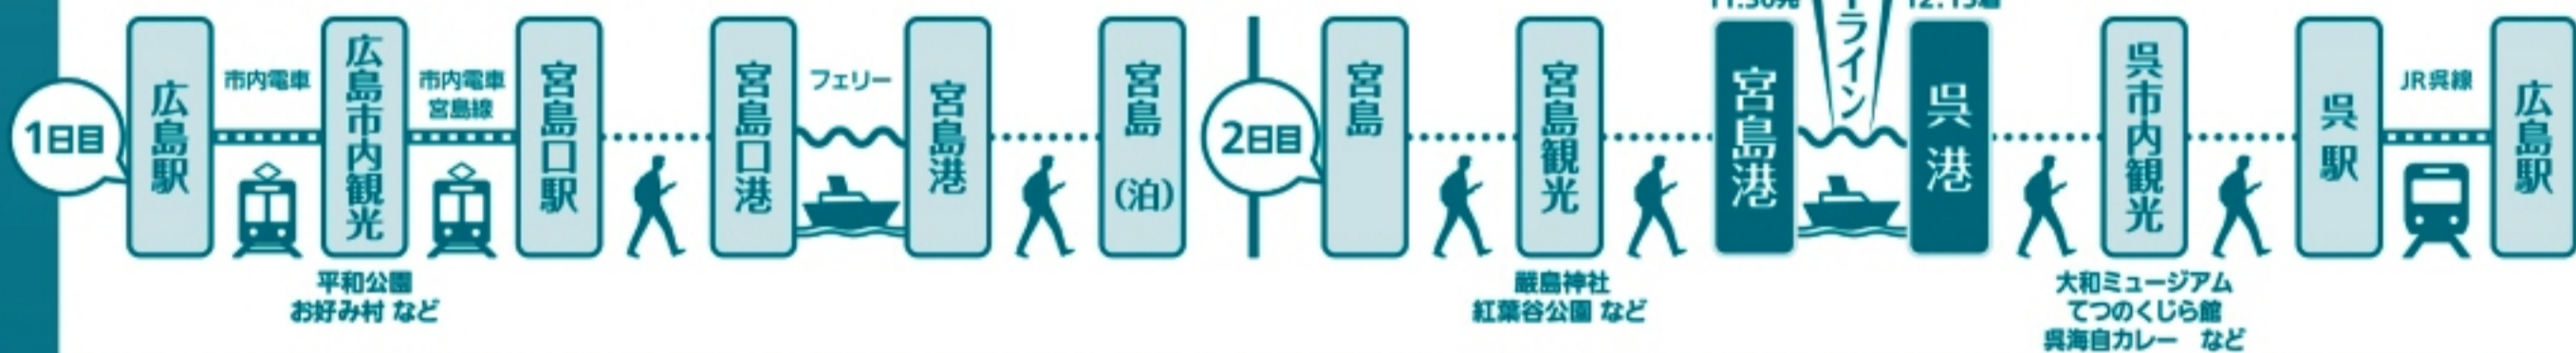 1日目
広島駅
市内電車
広島市内観光
平和公園
お好み村 など
市内電車
宮島線
宮島口駅
宮島口港
フェリー
宮島港
宮島
(泊)
2日目
宮島
宮島観光
嚴島神社
紅葉谷公園 など
宮島港
ライン
呉港
呉市内観光
大和ミュージアム
てつのくじら館
呉海自カレー など
呉駅
JR呉線
広島駅